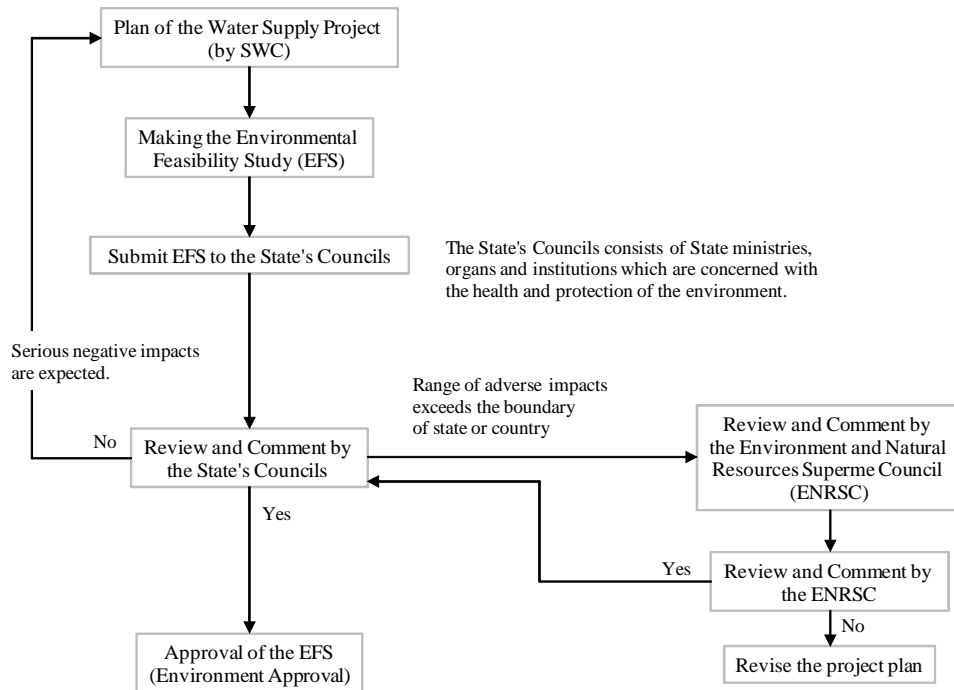 Plan of the Water Supply Project
(by SWC)
Making the Environmental
Feasibility Study (EFS)
Submit EFS to the State's Councils
The State's Councils consists of State ministries,
organs and institutions which are concerned with
the health and protection of the environment.
Serious negative impacts
are expected.
Range of adverse impacts
exceeds the boundary
of state or country
No
Review and Comment by
the State's Councils
Review and Comment by
the Environment and Natural
Resources Superme Council
(ENRSC)
Yes
Yes
Review and Comment by
the ENRSC
No
Approval of the EFS
(Environment Approval)
Revise the project plan